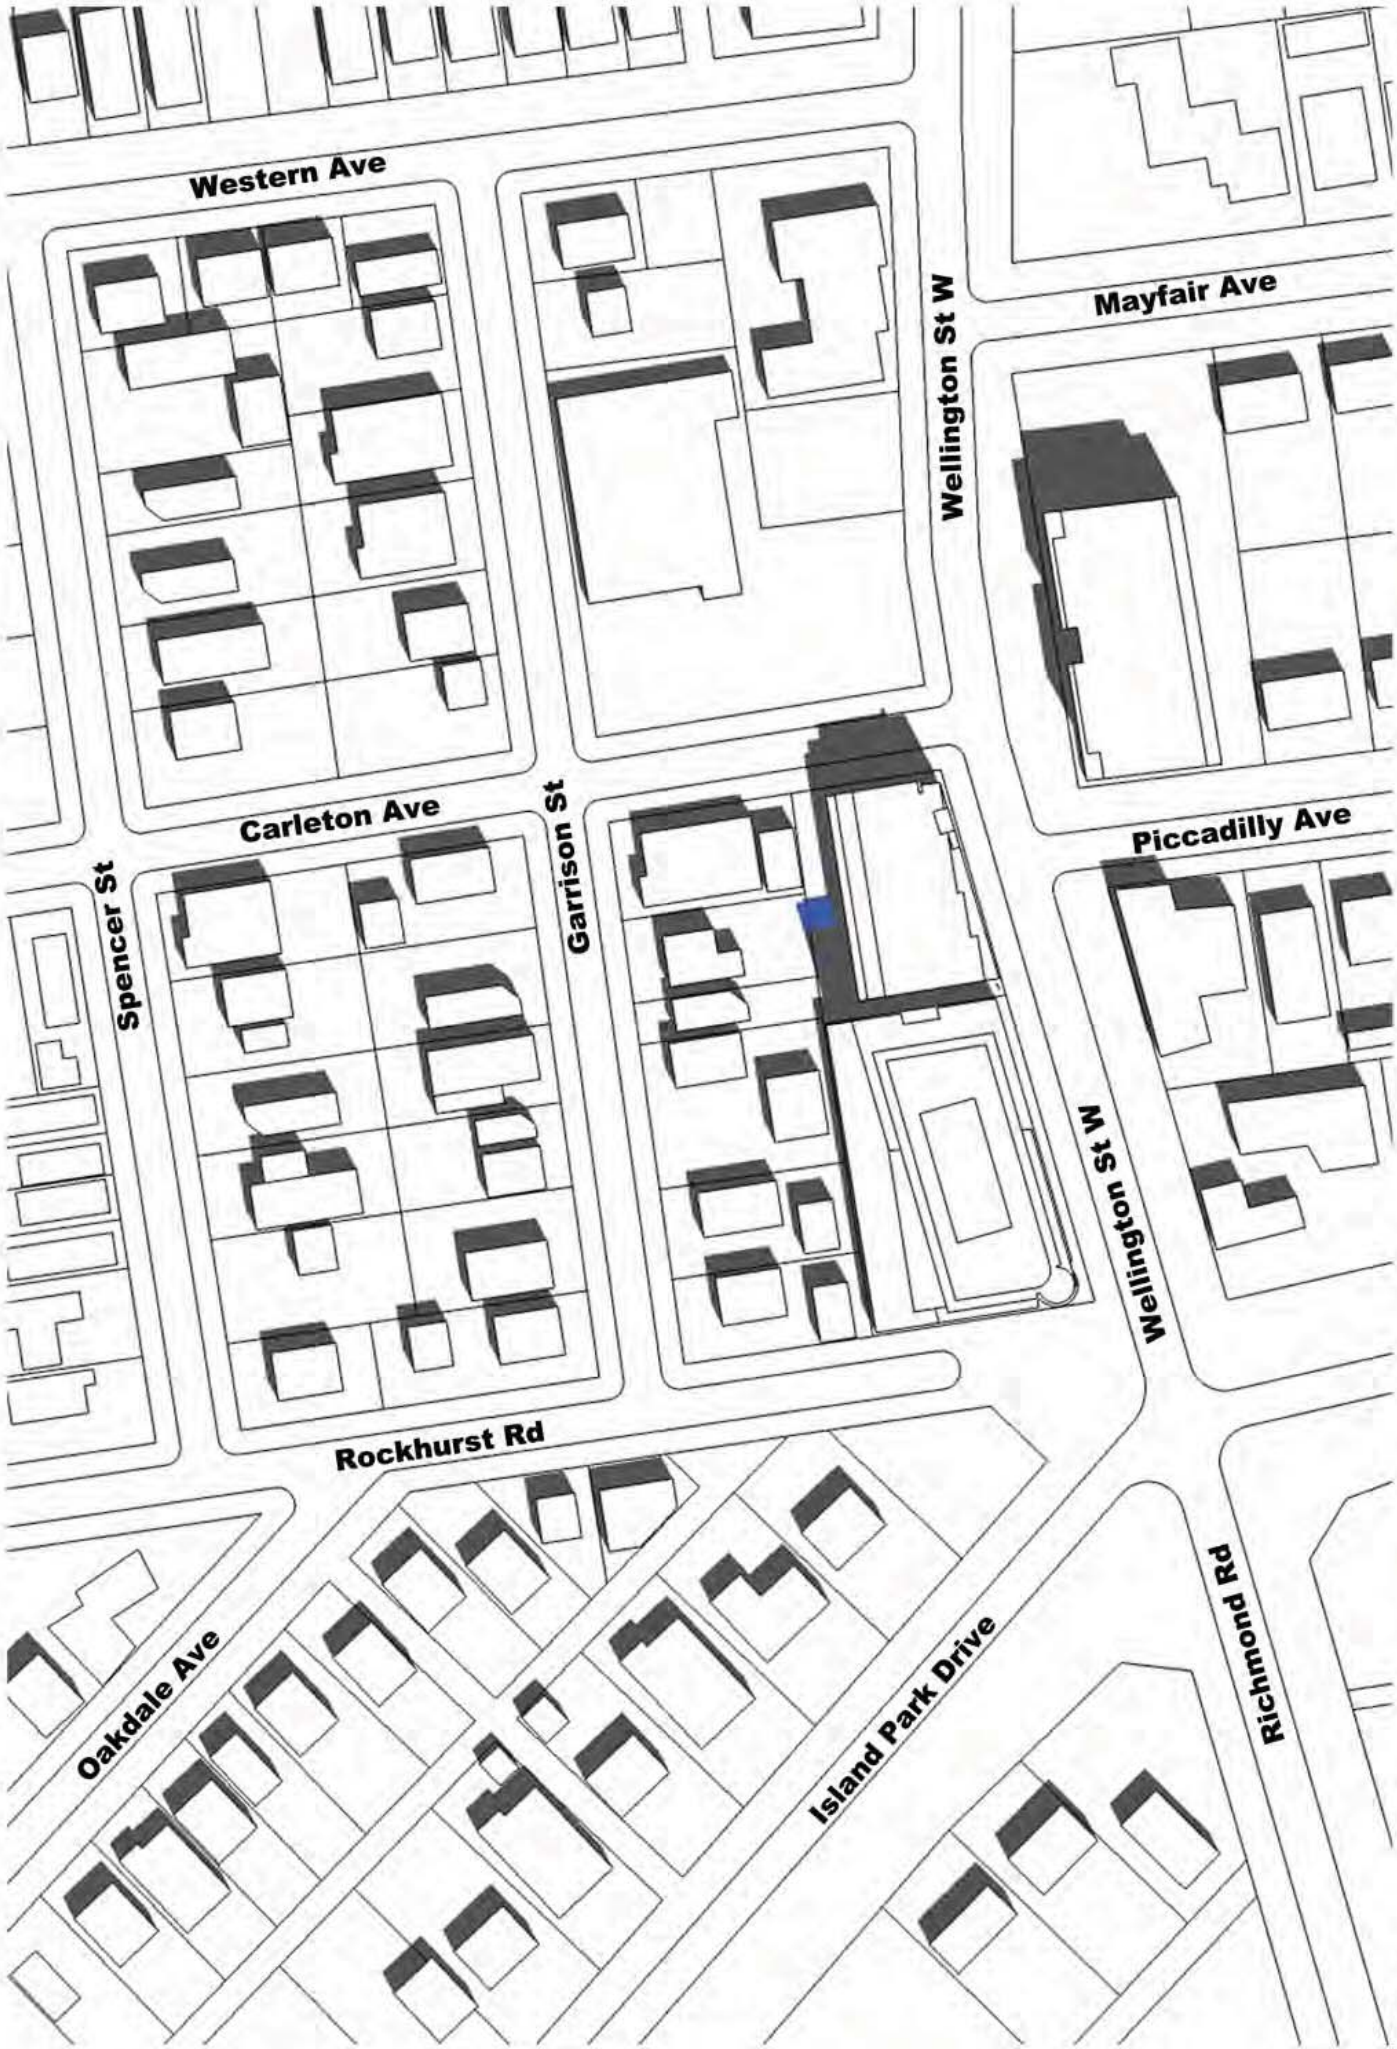 Western Ave
Mayfair Ave
Wellington St W
Carleton Ave
Garrison St
Piccadilly Ave
Spencer St
Wellington St W
Rockhurst Rd
Richmond Rd
Oakdale Ave
Island Park Drive